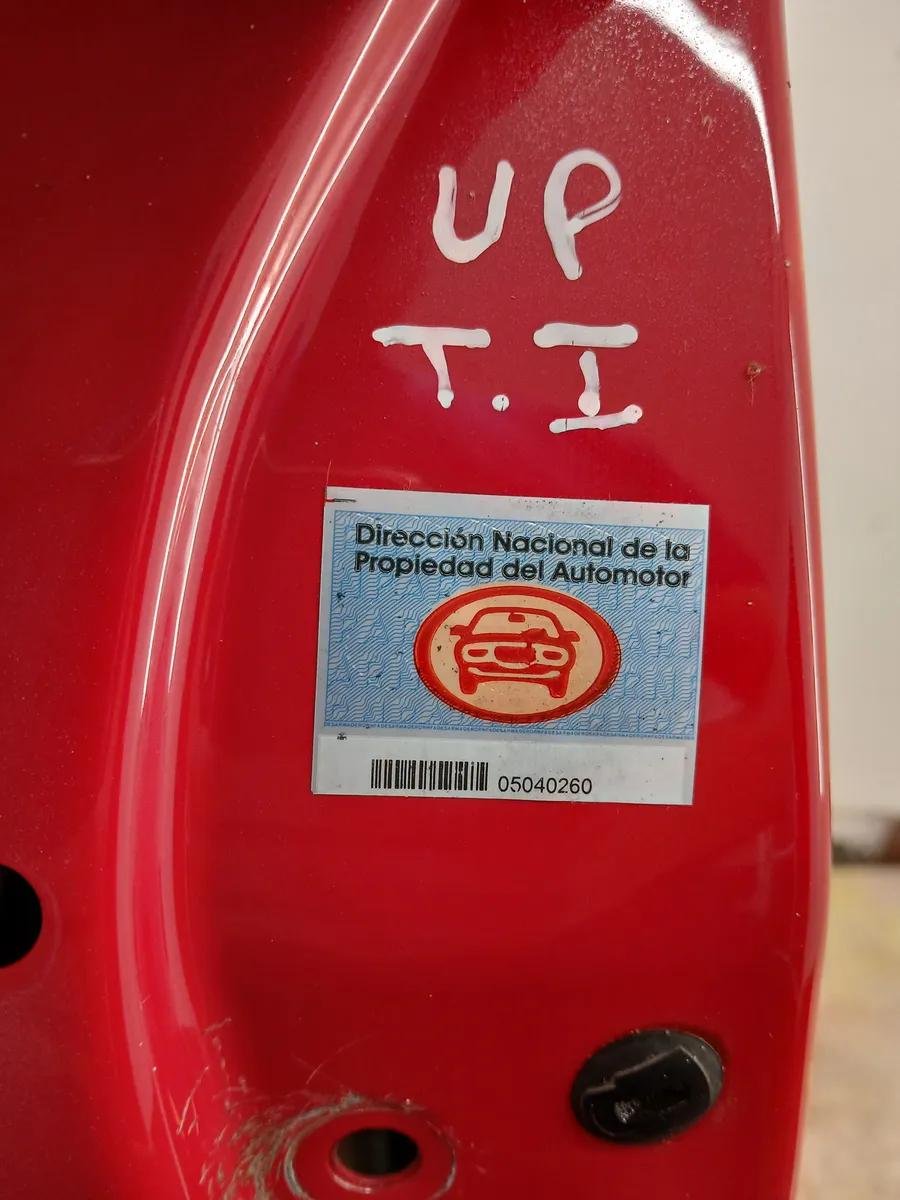 UP
T.I
Dirección Nacional de la
Propiedad del Automotor
05040260